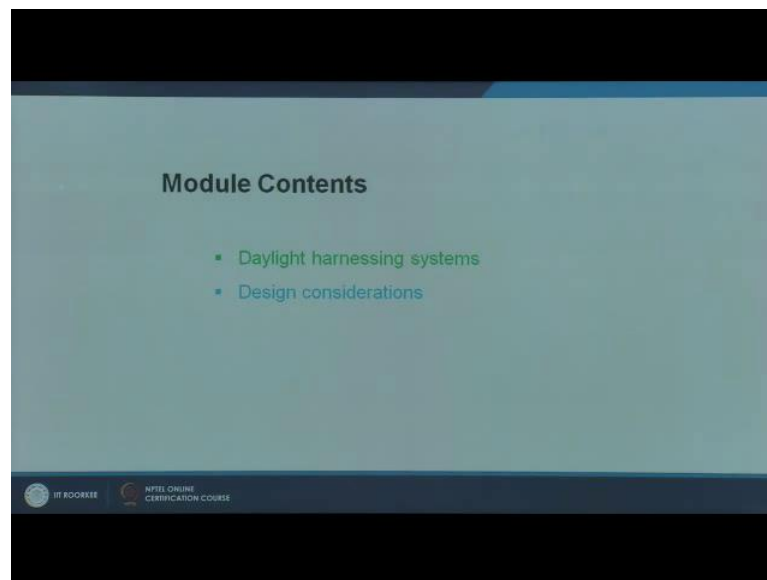 Module Contents
▪ Daylight harnessing systems
▪ Design considerations
IIT ROORKEE
NPTEL ONLINE
CERTIFICATION COURSE